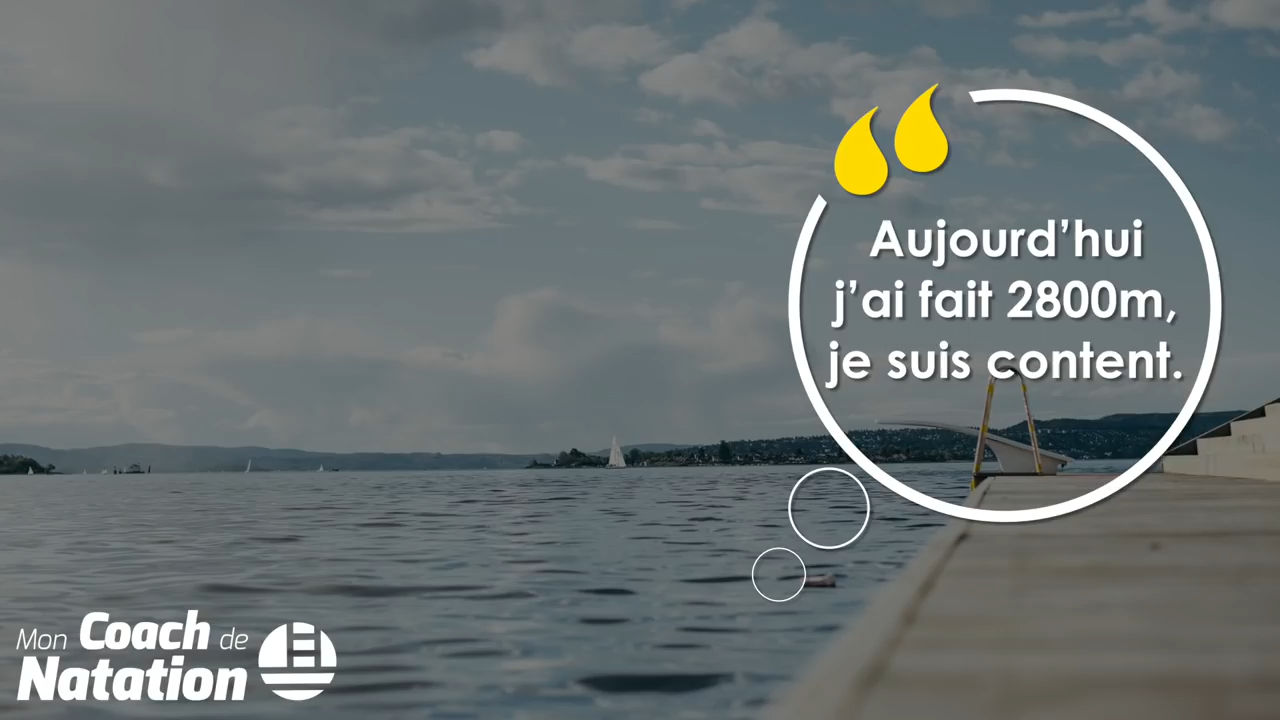 Aujourd’hui
j’ai fait 2800m,
je suis content.
Mon Coach de
Natation